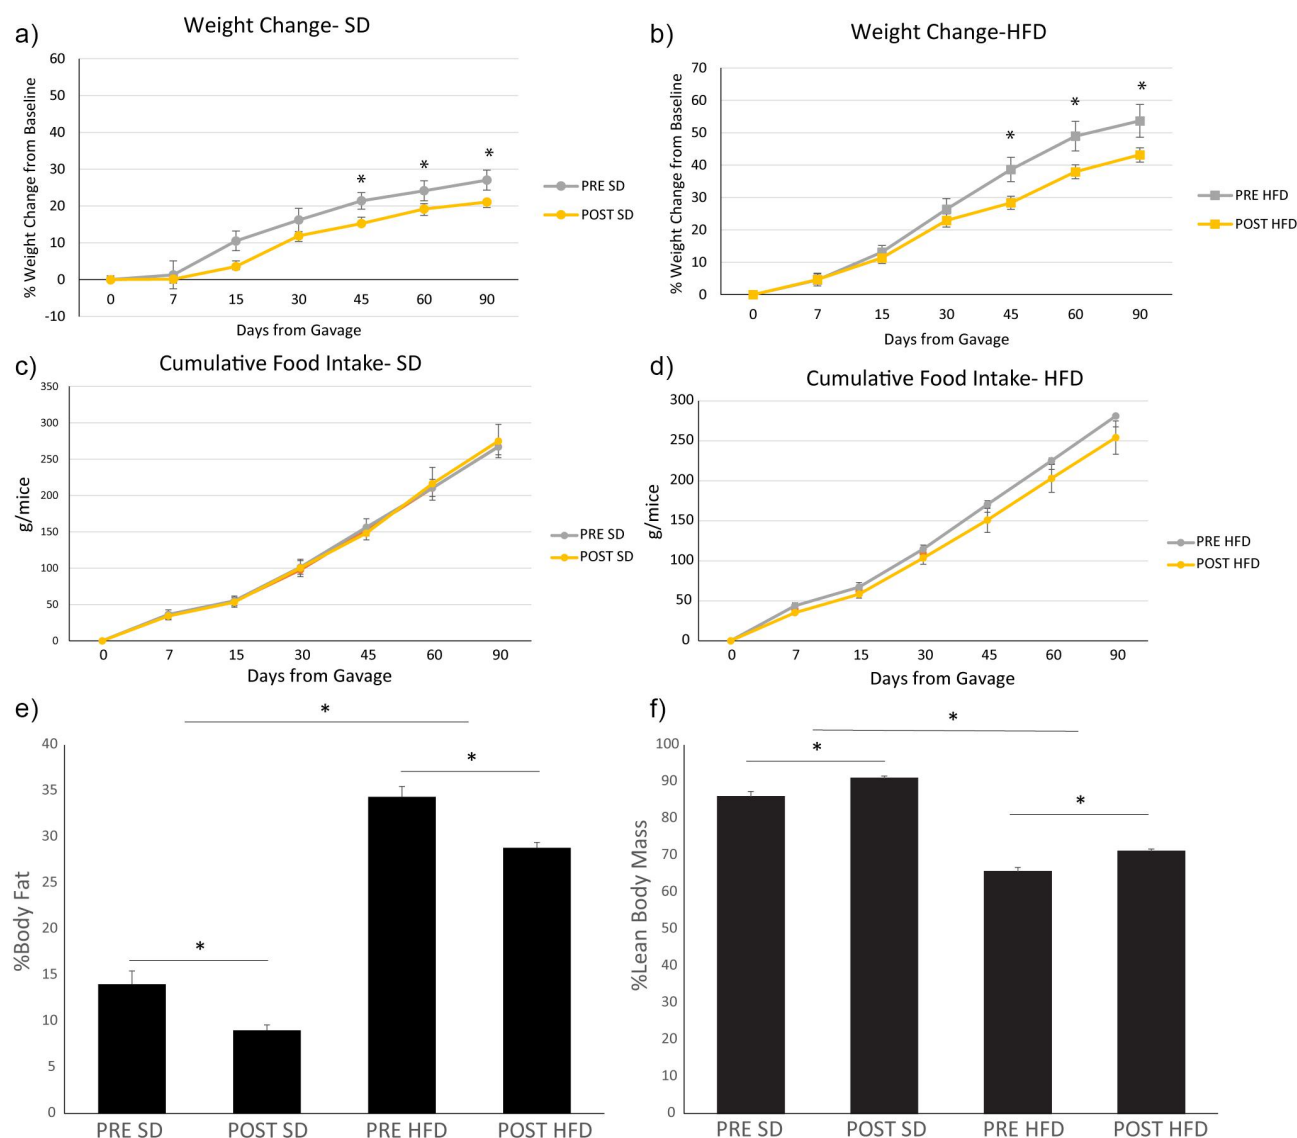 a)
Weight Change- SD
% Weight Change from Baseline
60
50
40
30
20
10
0
-10
* * *
0 7 15 30 45 60 90
Days from Gavage
PRE SD
POST SD
b)
Weight Change-HFD
% Weight Change from Baseline
70
60
50
40
30
20
10
0
* * *
0 7 15 30 45 60 90
Days from Gavage
PRE HFD
POST HFD
c)
Cumulative Food Intake- SD
g/mice
350
300
250
200
150
100
50
0
0 7 15 30 45 60 90
Days from Gavage
PRE SD
POST SD
d)
Cumulative Food Intake- HFD
g/mice
300
250
200
150
100
50
0
0 7 15 30 45 60 90
Days from Gavage
PRE HFD
POST HFD
e)
%Body Fat
40
35
30
25
20
15
10
5
0
*
* *
PRE SD POST SD PRE HFD POST HFD
f)
%Lean Body Mass
100
90
80
70
60
50
40
30
20
10
0
*
* *
PRE SD POST SD PRE HFD POST HFD